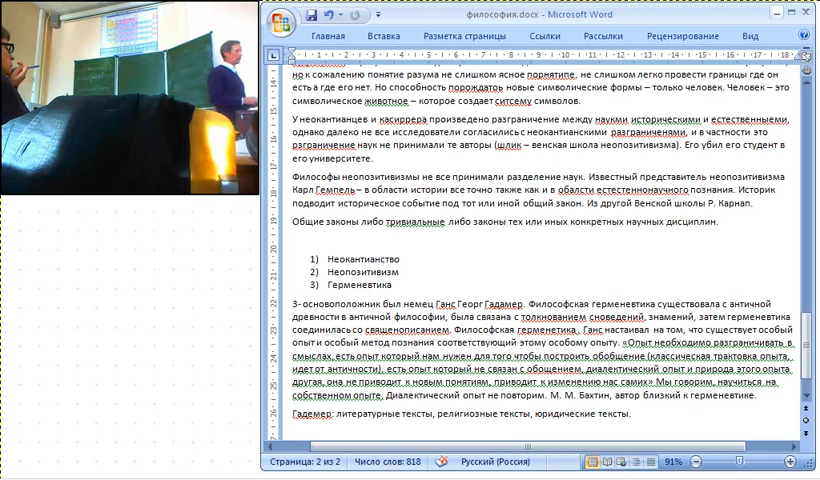 философия.docx - Microsoft Word
Главная Вставка Разметка страницы Ссылки Рассылки Рецензирование Вид
но к сожалению понятие разума не слишком ясное порнятипе, не слишком легко провести границы где он
есть а где его нет. Но способность порождатоь новые символические формы – только человек. Человек – это
символическое животное – которое создает ситсему символов.
У неокантианцев и касиррера произведено разграничение между наукми историческими и естественныеми,
однако далеко не все исследователи согласились с неокантианскими разграниченями, и в частности это
рзграничение наук не принимали те авторы (шлик – венская школа неопозитивзма). Его убил его студент в
его университете.
Философы неопозитивизмы не все принимали разделение наук. Известный представитель неопозитивизма
Карл Гемпель – в области истории все точно также как и в обалсти естестеннонаучного познания. Историк
подводит историческое событие под тот или иной общий закон. Из другой Венской школы Р. Карнап.
Общие законы либо тривиальные либо законы тех или иных конкретных научных дисциплин.
1) Неокантианство
2) Неопозитивизм
3) Герменевтика
3- основоположник был немец Ганс Георг Гадамер. Философская герменевтика существовала с античной
древности в античной философии, была связана с толкнованием сноведений, знамений, затем герменевтика
соединилась со священописанием. Философская герменетика , Ганс настаивал на том, что существует особый
опыт и особый метод познания соответствующий этому особому опыту. «Опыт необходимо разграничивать в
смыслах, есть опыт который нам нужен для того чтобы построить обобщение (классическая трактовка опыта,
идет от античности), есть опыт который не связан с обощением, диалектический опыт и природа этого опыта
другая, она не приводит к новым понятиям, приводит к изменению нас самих» Мы говорим, научиться на
собственном опыте. Диалектический опыт не повторим. М. М. Бахтин, автор близкий к герменевтике.
Гадемер: литературные тексты, религиозные тексты, юридические тексты.
Страница: 2 из 2 Число слов: 818 Русский (Россия) 91%